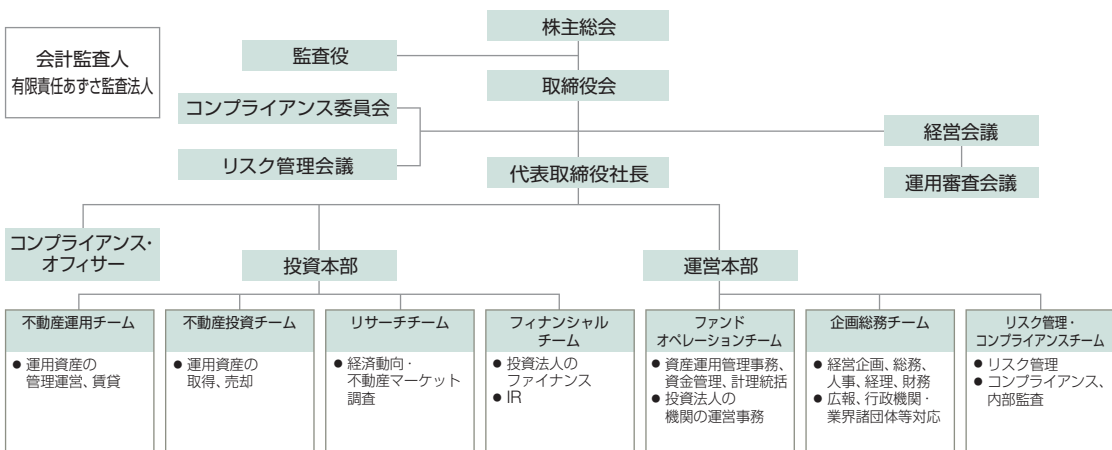 株主総会
会計監査人
有限責任あずさ監査法人
監査役
取締役会
コンプライアンス委員会
経営会議
リスク管理会議
代表取締役社長
運用審査会議
コンプライアンス・
オフィサー
投資本部
運営本部
不動産運用チーム
● 運用資産の
管理運営、賃貸
不動産投資チーム
● 運用資産の
取得、売却
リサーチチーム
● 経済動向・
不動産マーケット
調査
フィナンシャル
チーム
● 投資法人の
ファイナンス
● IR
ファンド
オペレーションチーム
● 資産運用管理事務、
資金管理、計理統括
● 投資法人の
機関の運営事務
企画総務チーム
● 経営企画、総務、
人事、経理、財務
● 広報、行政機関・
業界諸団体等対応
リスク管理・
コンプライアンスチーム
● リスク管理
● コンプライアンス、
内部監査